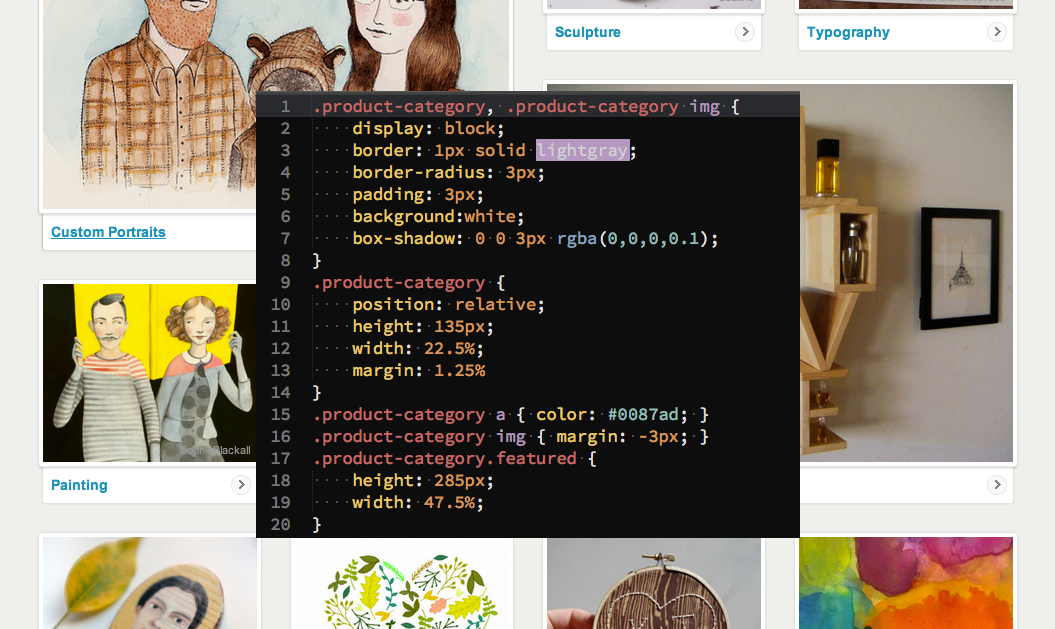 Sculpture
Typography
1 .product-category, .product-category img {
2 display: block;
3 border: 1px solid lightgray;
4 border-radius: 3px;
5 padding: 3px;
6 background:white;
7 box-shadow: 0 0 3px rgba(0,0,0,0.1);
8 }
9 .product-category {
10 position: relative;
11 height: 135px;
12 width: 22.5%;
13 margin: 1.25%
14 }
15 .product-category a { color: #0087ad; }
16 .product-category img { margin: -3px; }
17 .product-category.featured {
18 height: 285px;
19 width: 47.5%;
20 }
Custom Portraits
SophieBlackall
Painting